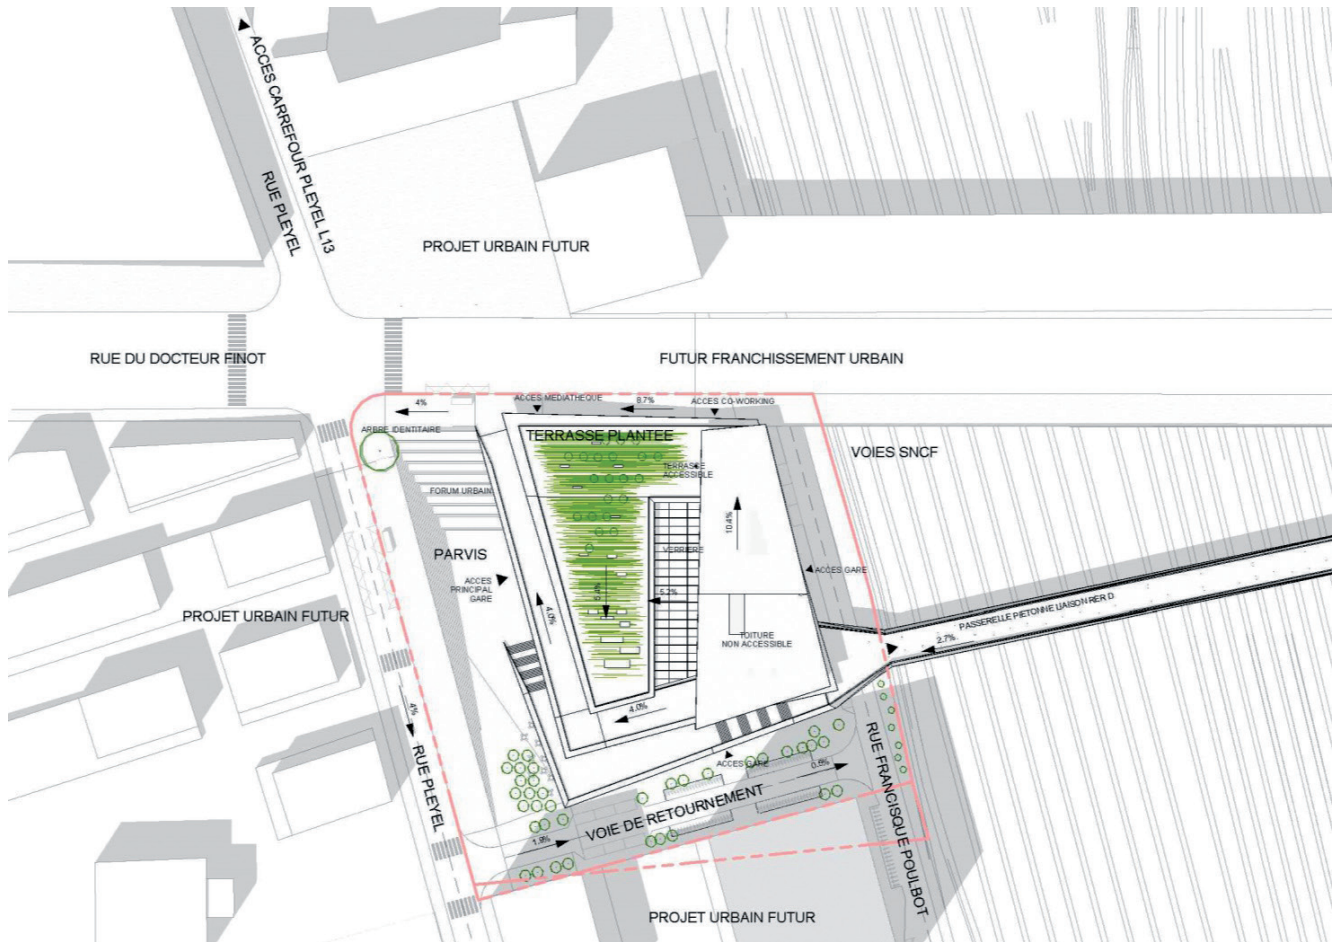 ACCES CARREFOUR PLEYEL L13
RUE PLEYEL
PROJET URBAIN FUTUR
RUE DU DOCTEUR FINOT
FUTUR FRANCHISSEMENT URBAIN
4%
ACCES MEDIATHEQUE
8.7%
ACCES CO-WORKING
ARBRE IDENTITAIRE
TERRASSE PLANTEE
VOIES SNCF
TERRASSE
ACCESSIBLE
FORUM URBAIN
10.4%
PARVIS
VERRIERE
ACCES
PRINCIPAL
GARE
ACCES GARE
5.2%
4.0%
PROJET URBAIN FUTUR
PASSERELLE PIETONNE LIAISON RER D
2.7%
TOITURE
NON ACCESSIBLE
4.0%
4%
RUE PLEYEL
ACCES GARE
0.6%
RUE FRANCISQUE POULBOT
VOIE DE RETOURNEMENT
1.9%
PROJET URBAIN FUTUR